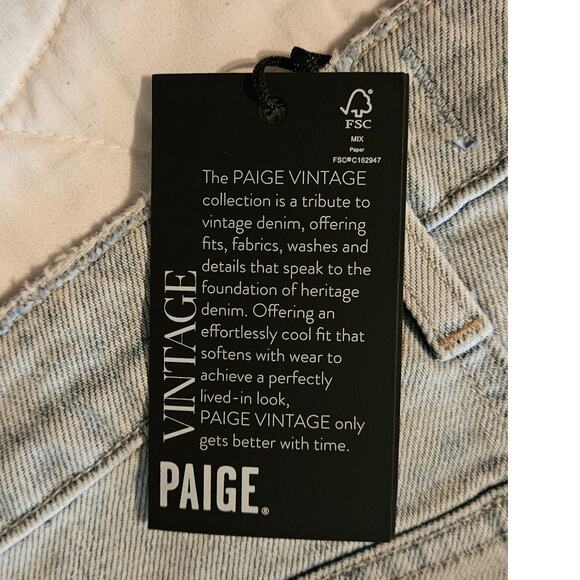 FSC
MIX
Paper
FSC® C162947
The PAIGE VINTAGE
collection is a tribute to
vintage denim, offering
fits, fabrics, washes and
details that speak to the
foundation of heritage
denim. Offering an
effortlessly cool fit that
softens with wear to
achieve a perfectly
lived-in look,
PAIGE VINTAGE only
gets better with time.
VINTAGE
PAIGE®